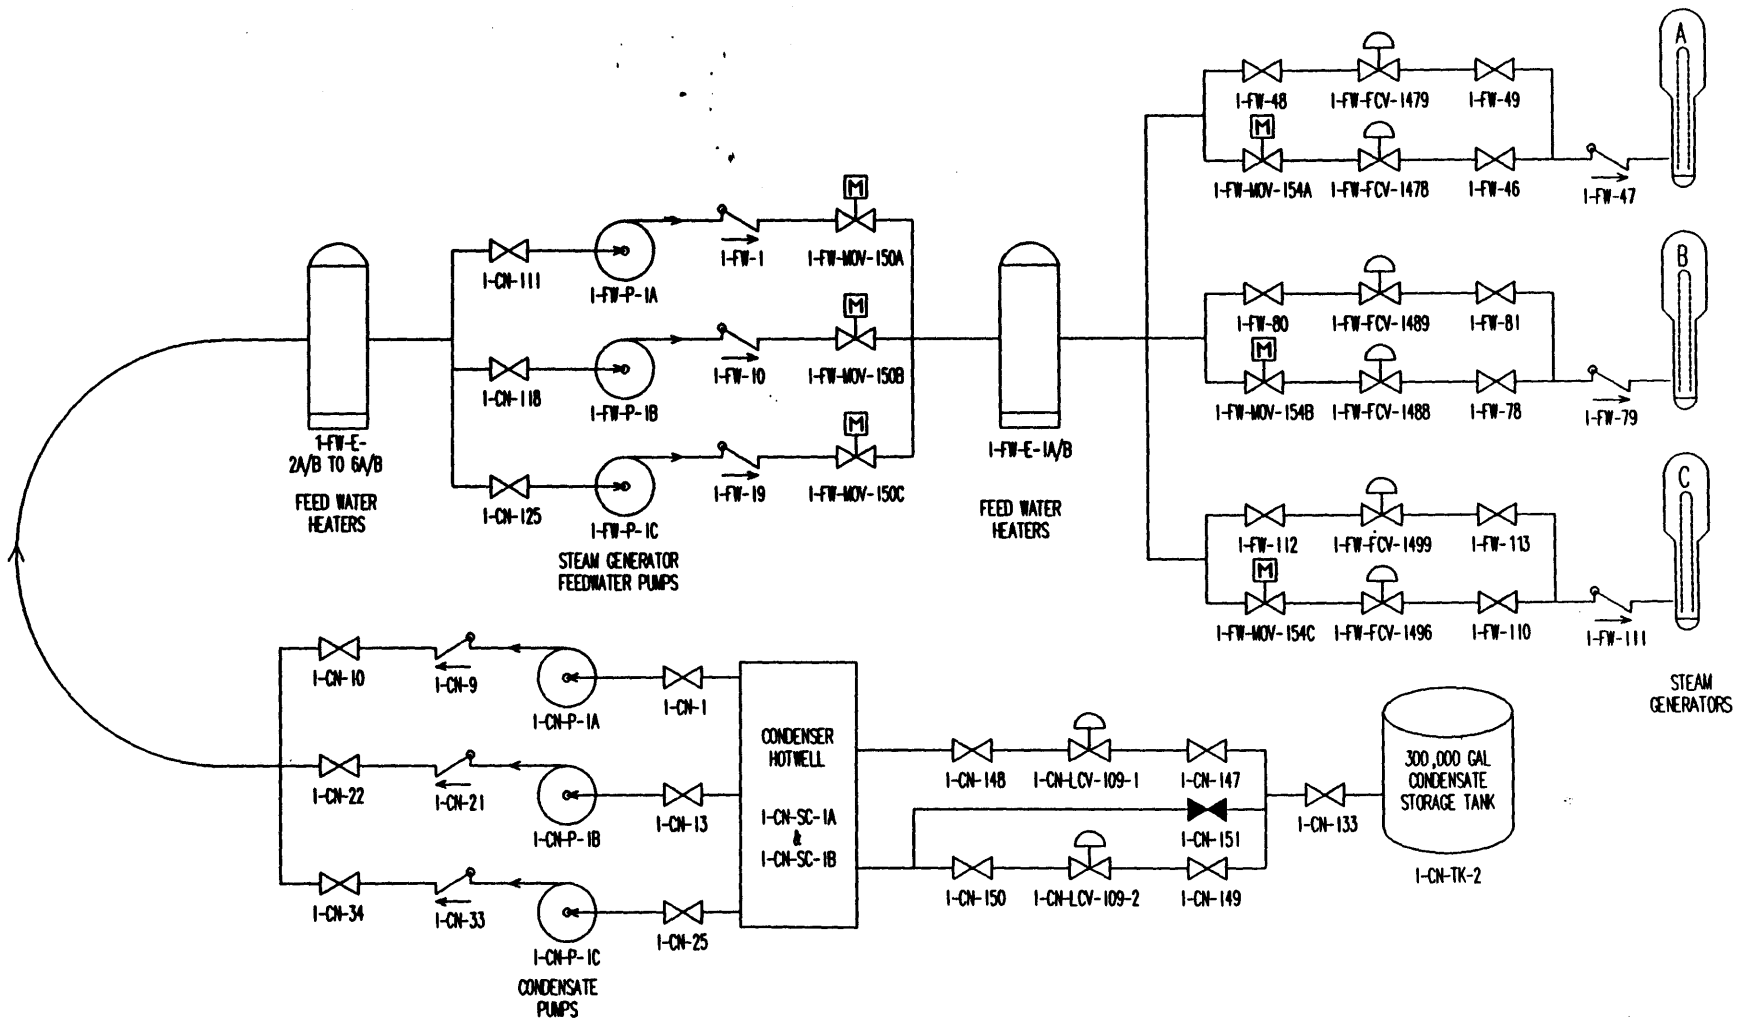 A
1-FW-48
1-FW-FCV-1479
1-FW-49
M
1-FW-MOV-154A
1-FW-FCV-1478
1-FW-46
1-FW-47
M
1-CN-111
1-FW-P-1A
1-FW-1
1-FW-MOV-150A
M
1-CN-118
1-FW-P-1B
1-FW-10
1-FW-MOV-150B
M
1-CN-125
1-FW-P-1C
1-FW-19
1-FW-MOV-150C
STEAM GENERATOR
FEEDWATER PUMPS
1-FW-E-
2A/B TO 6A/B
FEED WATER
HEATERS
1-FW-E-1A/B
FEED WATER
HEATERS
B
1-FW-80
1-FW-FCV-1489
1-FW-81
M
1-FW-MOV-154B
1-FW-FCV-1488
1-FW-78
1-FW-79
C
1-FW-112
1-FW-FCV-1499
1-FW-113
M
1-FW-MOV-154C
1-FW-FCV-1496
1-FW-110
1-FW-111
STEAM
GENERATORS
1-CN-10
1-CN-9
1-CN-P-1A
1-CN-1
1-CN-22
1-CN-21
1-CN-P-1B
1-CN-13
1-CN-34
1-CN-33
1-CN-P-1C
1-CN-25
CONDENSATE
PUMPS
CONDENSER
HOTWELL
1-CN-SC-1A
&
1-CN-SC-1B
1-CN-148
1-CN-LCV-109-1
1-CN-147
1-CN-151
1-CN-133
1-CN-150
1-CN-LCV-109-2
1-CN-149
300,000 GAL
CONDENSATE
STORAGE TANK
1-CN-TK-2